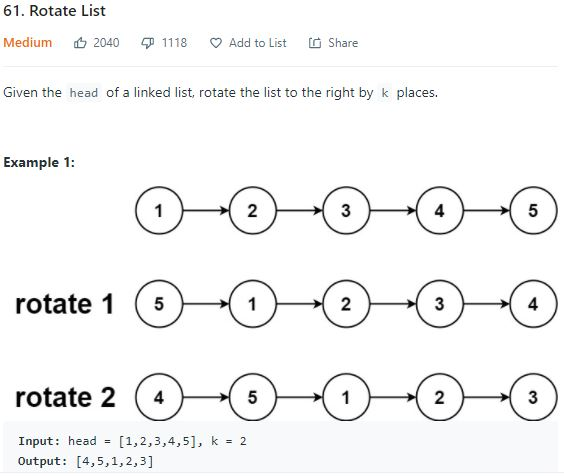 61. Rotate List
Medium 2040 1118 Add to List Share
Given the head of a linked list, rotate the list to the right by k places.
Example 1:
1 2 3 4 5
rotate 1 5 1 2 3 4
rotate 2 4 5 1 2 3
Input: head = [1,2,3,4,5], k = 2
Output: [4,5,1,2,3]